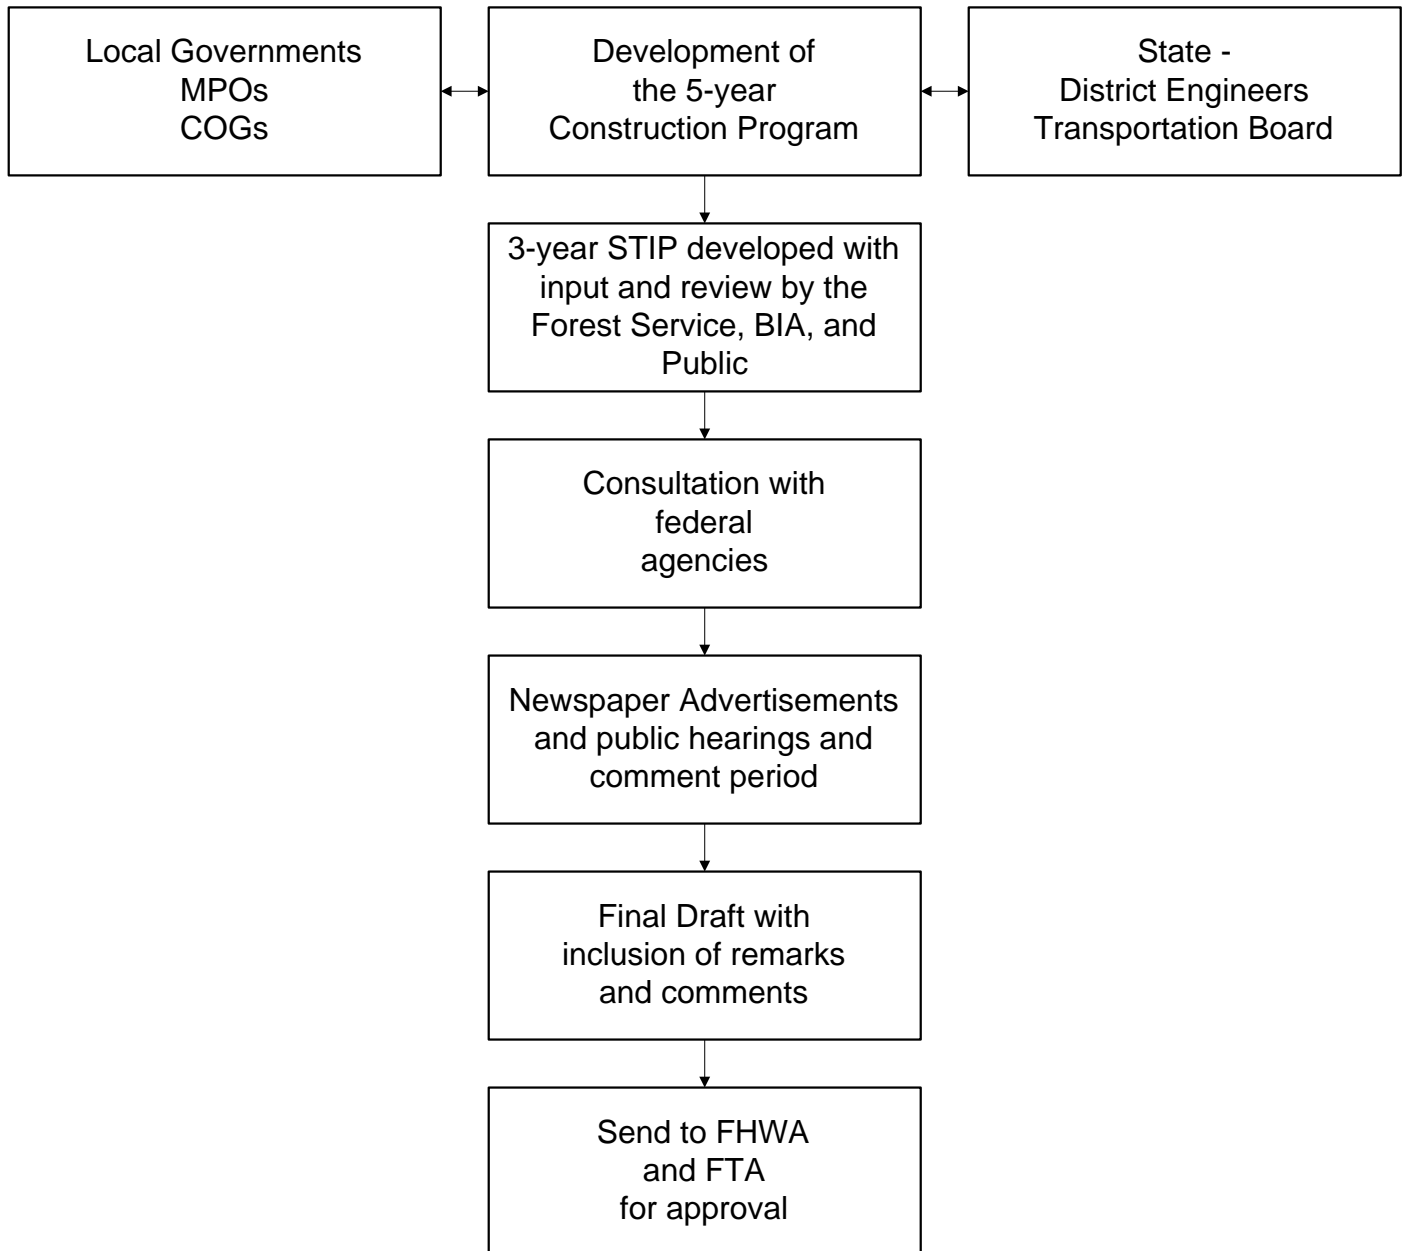 Local Governments
MPOs
COGs
Development of
the 5-year
Construction Program
State -
District Engineers
Transportation Board
3-year STIP developed with
input and review by the
Forest Service, BIA, and
Public
Consultation with
federal
agencies
Newspaper Advertisements
and public hearings and
comment period
Final Draft with
inclusion of remarks
and comments
Send to FHWA
and FTA
for approval